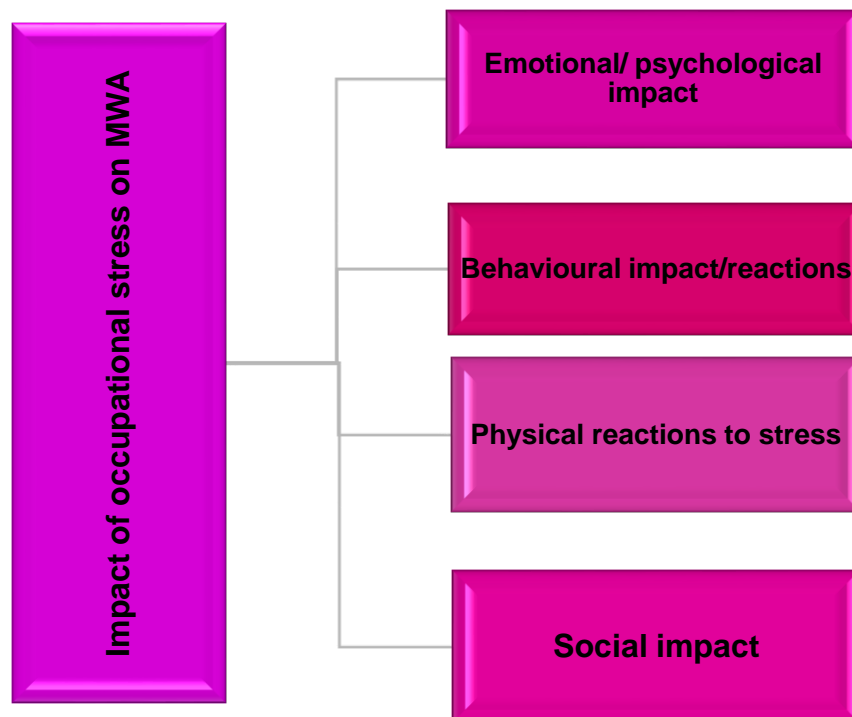 Impact of occupational stress on MWA
Emotional/ psychological
impact
Behavioural impact/reactions
Physical reactions to stress
Social impact